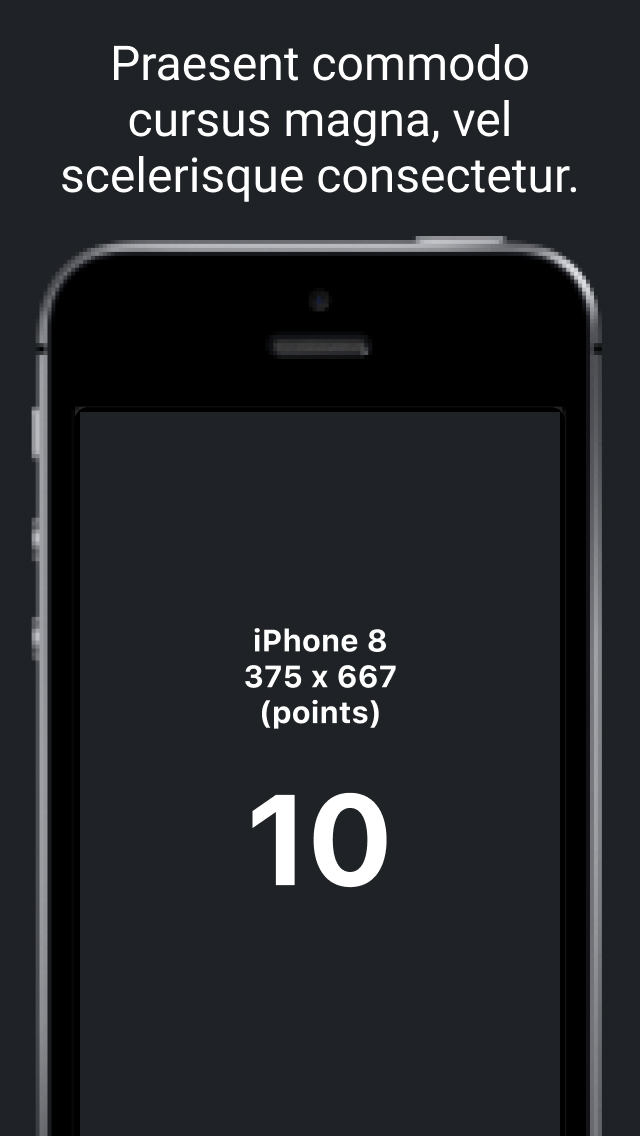 Praesent commodo
cursus magna, vel
scelerisque consectetur.
iPhone 8
375 x 667
(points)
10